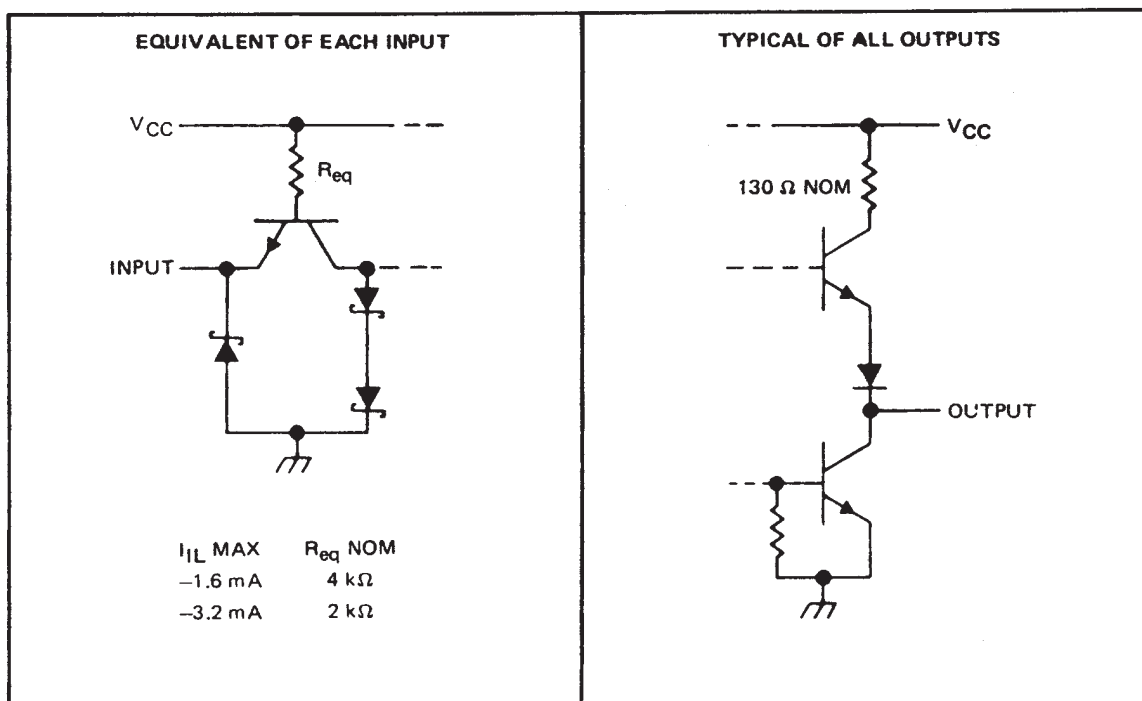 EQUIVALENT OF EACH INPUT
VCC
Req
INPUT
IIL MAX Req NOM
−1.6 mA 4 kΩ
−3.2 mA 2 kΩ
TYPICAL OF ALL OUTPUTS
VCC
130 Ω NOM
OUTPUT